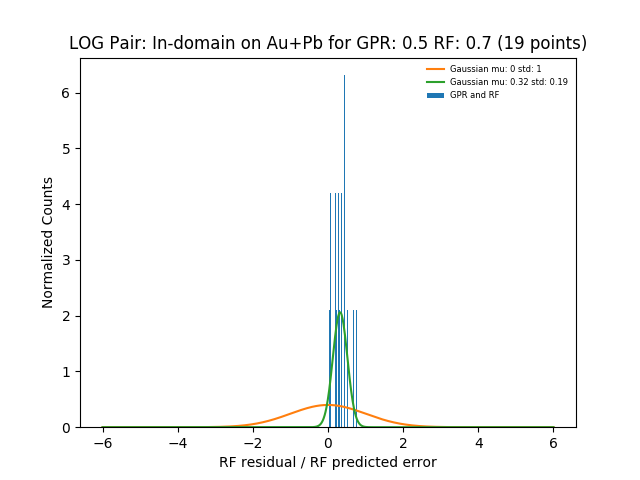 LOG Pair: In-domain on Au+Pb for GPR: 0.5 RF: 0.7 (19 points)
Gaussian mu: 0 std: 1
Gaussian mu: 0.32 std: 0.19
GPR and RF
Normalized Counts
6
5
4
3
2
1
0
−6
−4
−2
0
2
4
6
RF residual / RF predicted error